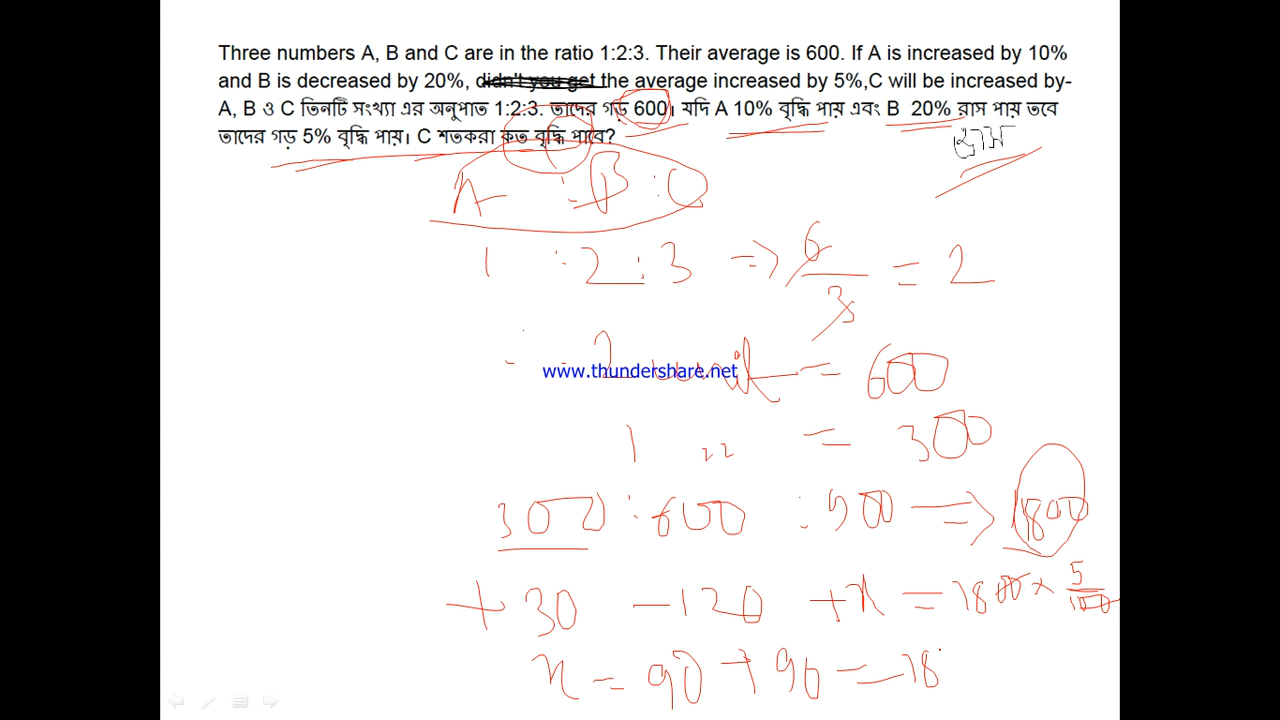 Three numbers A, B and C are in the ratio 1:2:3. Their average is 600. If A is increased by 10%
and B is decreased by 20%, didn't you get the average increased by 5%,C will be increased by-
A, B ও C তিনটি সংখ্যা এর অনুপাত 1:2:3. তাদের গড় 600। যদি A 10% বৃদ্ধি পায় এবং B 20% রাস পায় তবে
তাদের গড় 5% বৃদ্ধি পায়। C শতকরা কত বৃদ্ধি পাবে?
হ্রাস
A : B : C
1 : 2 : 3 => 6/3 = 2
2 unit = 600
www.thundershare.net
1 ,, = 300
300 : 600 : 900 => 1800
+ 30 - 120 + x = 1800 × 5/100
x = 90 + 90 = 18